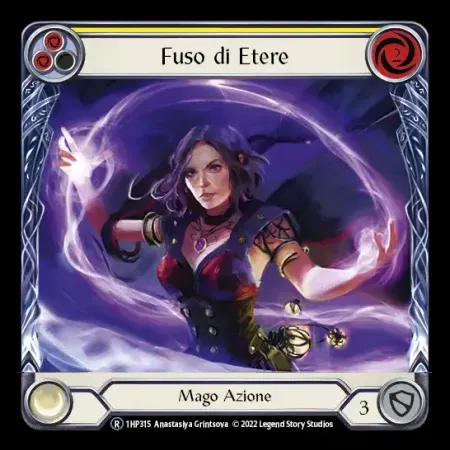 2
Fuso di Etere
Mago Azione
3
R 1HP315 Anastasiya Grintsova © 2022 Legend Story Studios